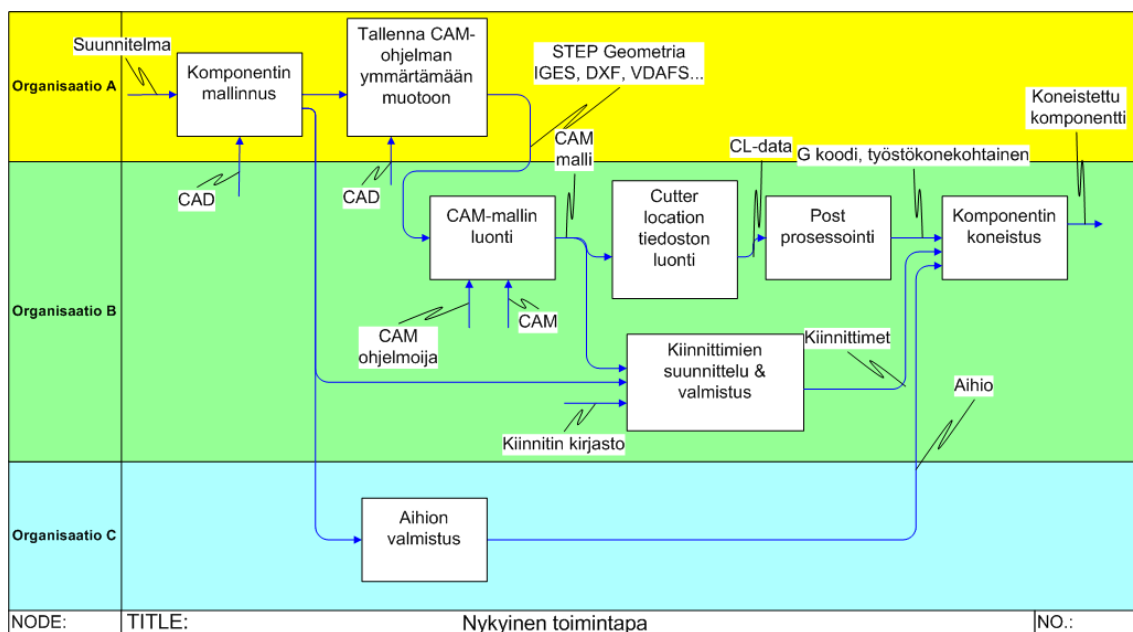 Organisaatio A
Suunnitelma
Komponentin
mallinnus
CAD
Tallenna CAM-
ohjelman
ymmärtämään
muotoon
CAD
STEP Geometria
IGES, DXF, VDAFS...
Koneistettu
komponentti
Organisaatio B
CAM
malli
CAM-mallin
luonti
CAM
ohjelmoija
CAM
Cutter
location
tiedoston
luonti
CL-data
Post
prosessointi
G koodi, työstökonekohtainen
Komponentin
koneistus
Kiinnittimien
suunnittelu &
valmistus
Kiinnitin kirjasto
Kiinnittimet
Aihio
Organisaatio C
Aihion
valmistus
NODE:
TITLE:
Nykyinen toimintapa
NO.: